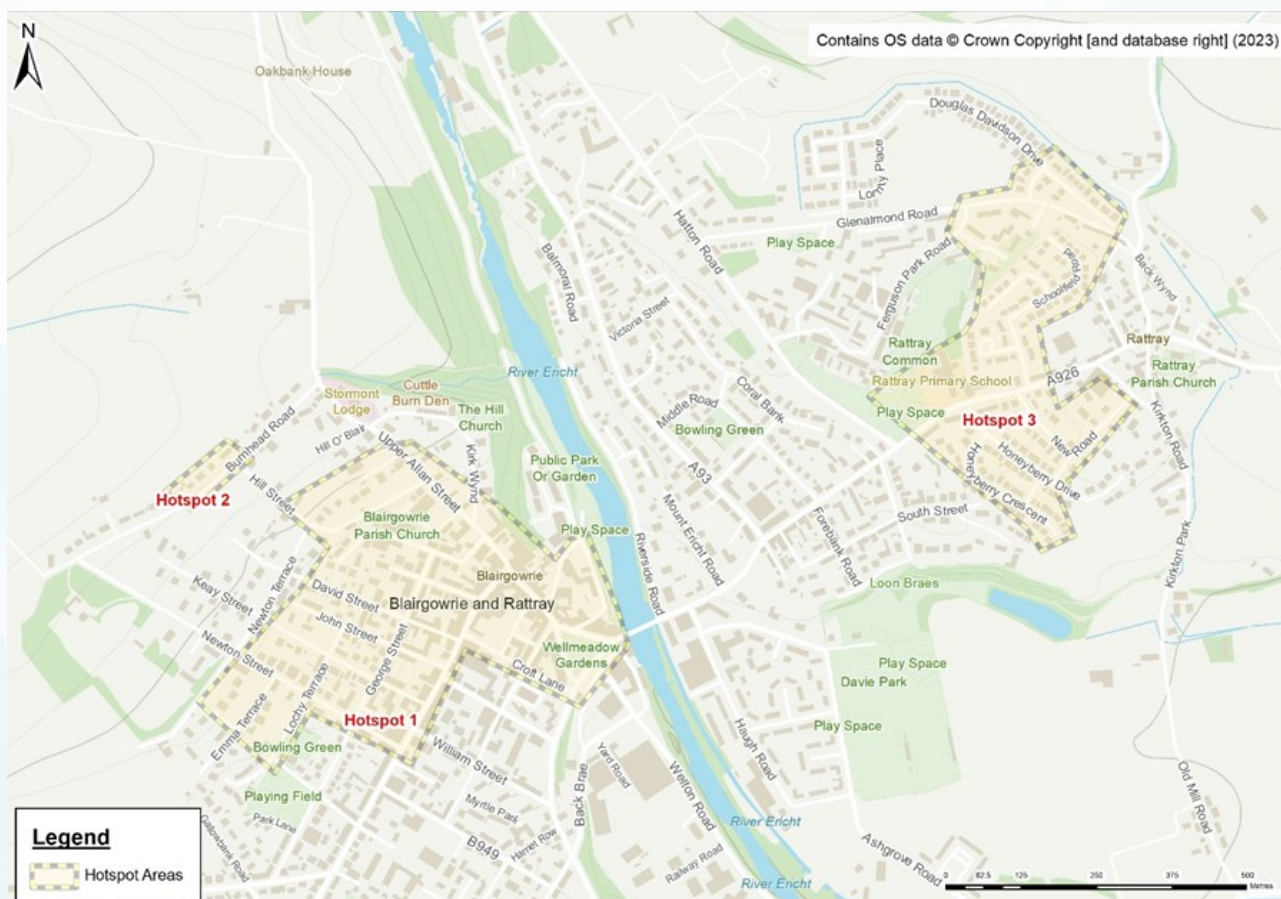 N
Contains OS data © Crown Copyright [and database right] (2023)
Oakbank House
Douglas Davidson Drive
Lornty Place
Glenalmond Road
Hatton Road
Play Space
Balmoral Road
Ferguson Park Road
Schoolfield Road
Back Wynd
Victoria Street
Rattray
Common
Rattray
Rattray
Parish Church
River Ericht
A926
Rattray Primary School
Stormont
Lodge
Cuttle
Burn Den
The Hill
Church
Coral Bank
Middle Road
Bowling Green
Play Space
Hotspot 3
Burnhead Road
Hill O' Blair
Upper Allan Street
Kirk Wynd
Kirkton Road
New Road
Honeyberry Drive
Honeyberry Crescent
Public Park
Or Garden
A93
Hotspot 2
Hill Street
Blairgowrie
Parish Church
Play Space
Mount Ericht Road
Forebank Road
South Street
Riverside Road
Loon Braes
Kirkton Park
Blairgowrie
Keay Street
Newton Terrace
David Street
Blairgowrie and Rattray
John Street
George Street
Newton Street
Wellmeadow
Gardens
Croft Lane
Play Space
Davie Park
Emma Terrace
Lochy Terrace
Hotspot 1
Play Space
Bowling Green
William Street
Yard Road
Haugh Road
Welton Road
Back Brae
Playing Field
Myrtle Park
Park Lane
Gallowbank Road
B949
Harriet Row
Old Mill Road
River Ericht
Ashgrove Road
Railway Road
River Ericht
Legend
Hotspot Areas
0 62.5 125 250 375 500
Metres